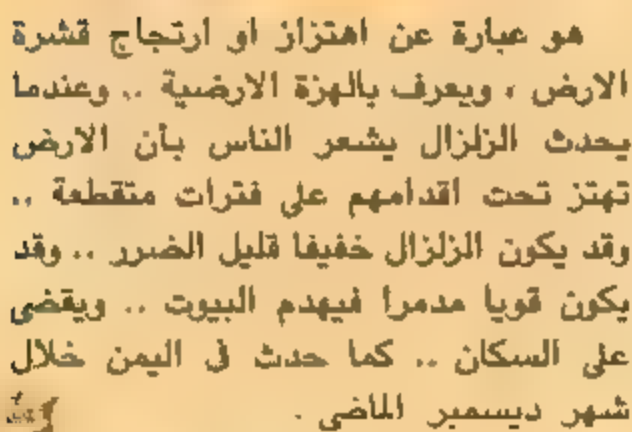 هو عبارة عن اهتزاز او ارتجاج قشرة
الارض ، ويعرف بالهزة الارضية .. وعندما
يحدث الزلزال يشعر الناس بأن الارض
تهتز تحت اقدامهم على فترات متقطعة ..
وقد يكون الزلزال خفيفا قليل الضرر .. وقد
يكون قويا مدمرا فيهدم البيوت .. ويقضى
على السكان .. كما حدث فى اليمن خلال
شهر ديسمبر الماضى .